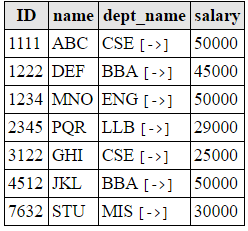 ID name dept_name salary
1111 ABC CSE [->] 50000
1222 DEF BBA [->] 45000
1234 MNO ENG [->] 50000
2345 PQR LLB [->] 29000
3122 GHI CSE [->] 25000
4512 JKL BBA [->] 50000
7632 STU MIS [->] 30000